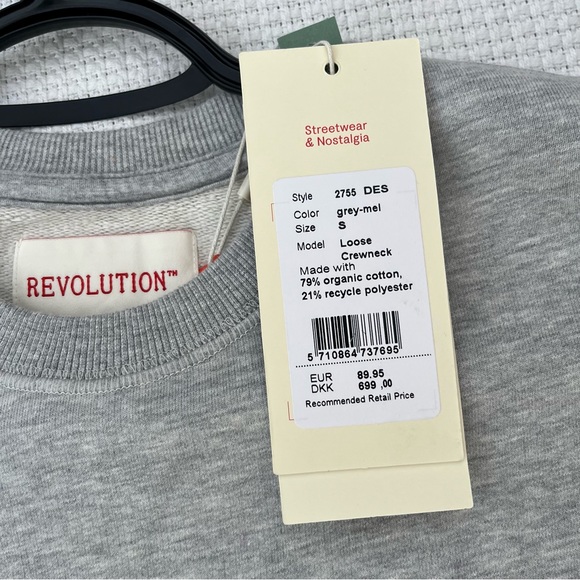 REVOLUTION™
Streetwear
& Nostalgia
Style 2755 DES
Color grey-mel
Size S
Model Loose
Crewneck
Made with
79% organic cotton,
21% recycle polyester
5 710864 737695
EUR 89.95
DKK 699 ,00
Recommended Retail Price